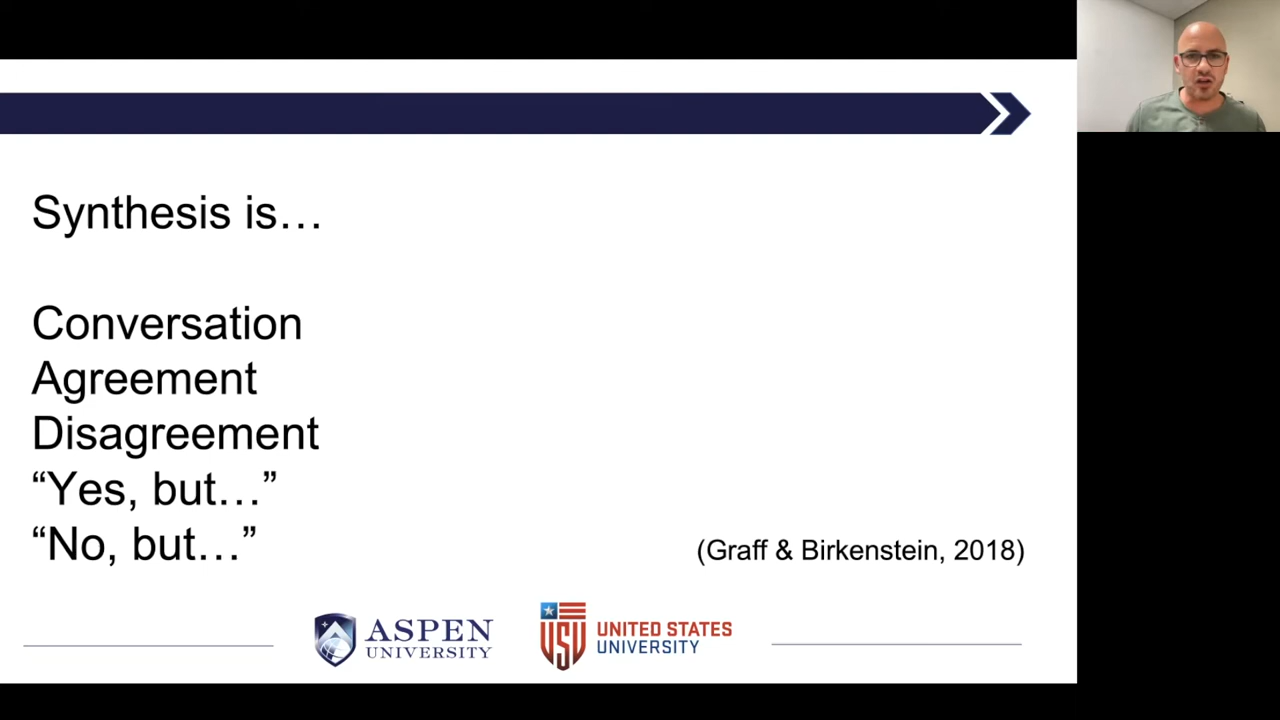 Synthesis is…
Conversation
Agreement
Disagreement
“Yes, but…”
“No, but…”
(Graff & Birkenstein, 2018)
ASPEN
UNIVERSITY
USU
UNITED STATES
UNIVERSITY